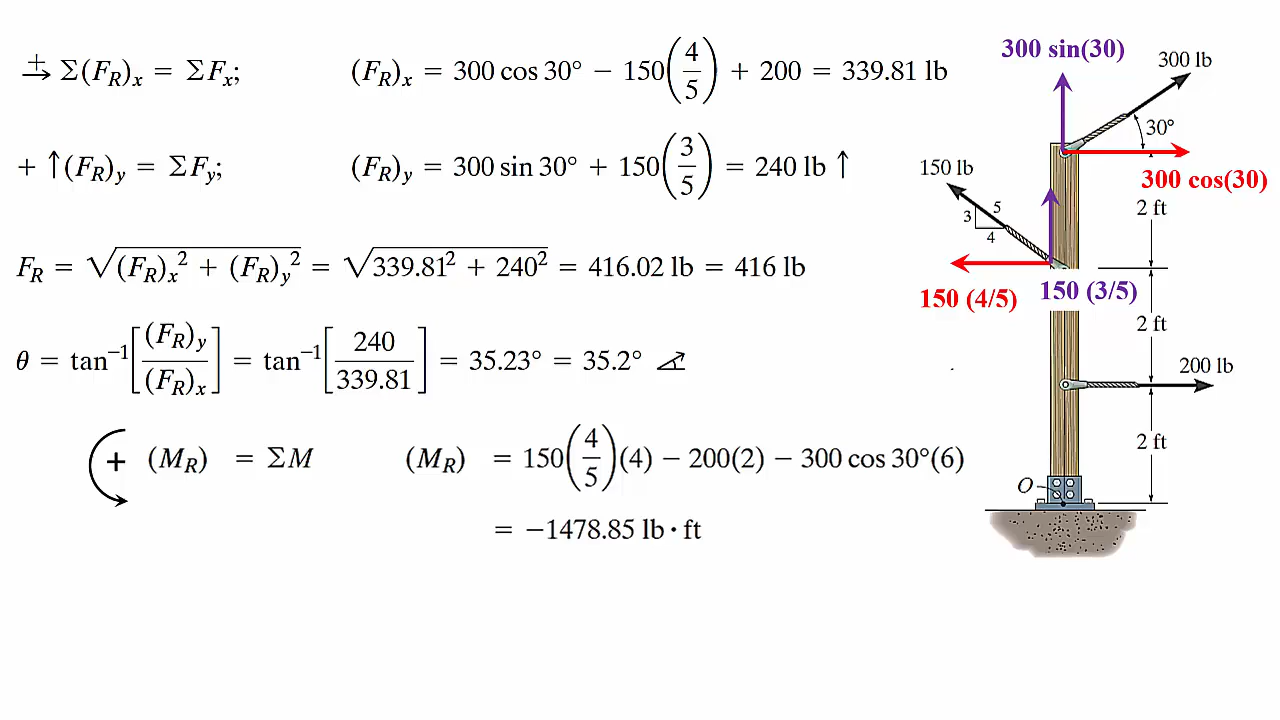 +→ Σ(F_R)_x = ΣF_x; (F_R)_x = 300 cos 30° − 150(4/5) + 200 = 339.81 lb
+ ↑(F_R)_y = ΣF_y; (F_R)_y = 300 sin 30° + 150(3/5) = 240 lb ↑
F_R = √((F_R)_x² + (F_R)_y²) = √(339.81² + 240²) = 416.02 lb = 416 lb
θ = tan⁻¹[(F_R)_y/(F_R)_x] = tan⁻¹[240/339.81] = 35.23° = 35.2° ∡
+ (M_R) = ΣM (M_R) = 150(4/5)(4) − 200(2) − 300 cos 30°(6)
= −1478.85 lb · ft
300 sin(30)
300 lb
30°
300 cos(30)
150 lb
5
3
4
2 ft
150 (4/5)
150 (3/5)
2 ft
200 lb
2 ft
O